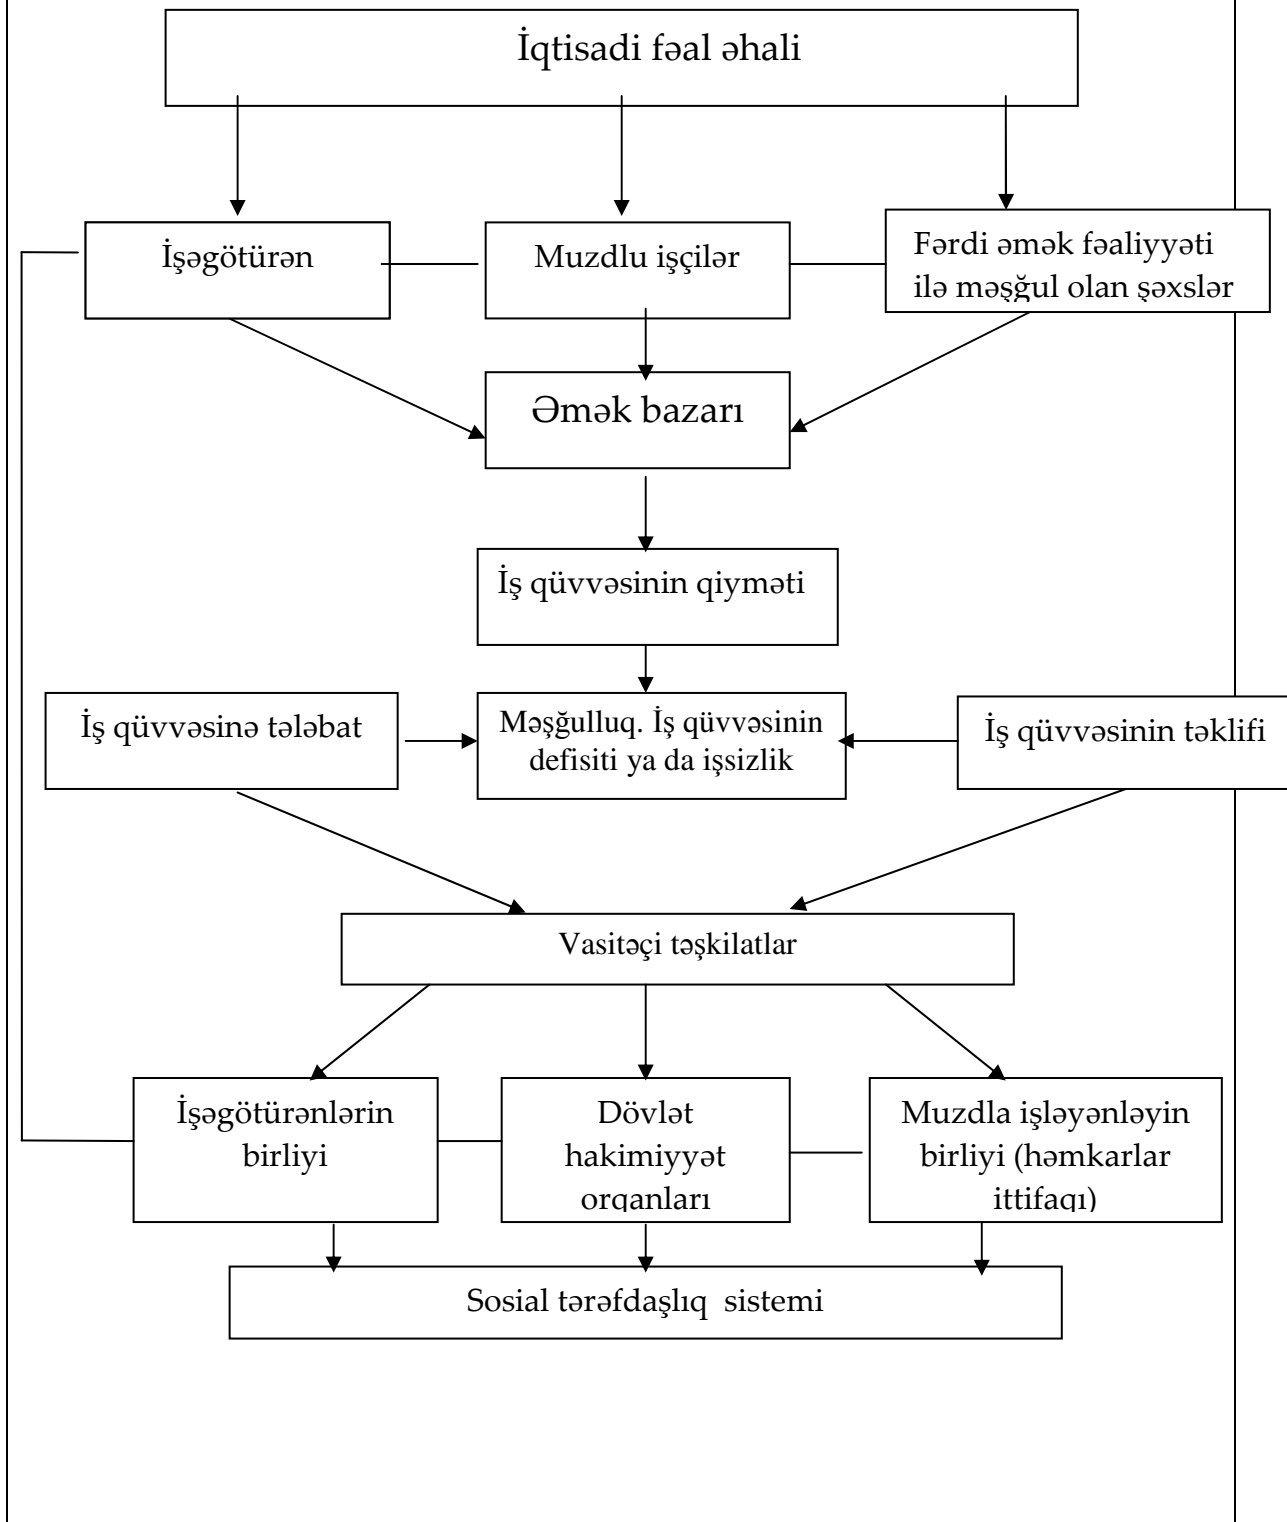 İqtisadi fəal əhali
İşəgötürən
Muzdlu işçilər
Fərdi əmək fəaliyyəti
ilə məşğul olan şəxslər
Əmək bazarı
İş qüvvəsinin qiyməti
İş qüvvəsinə tələbat
Məşğulluq. İş qüvvəsinin
defisiti ya da işsizlik
İş qüvvəsinin təklifi
Vasitəçi təşkilatlar
İşəgötürənlərin
birliyi
Dövlət
hakimiyyət
orqanları
Muzdla işləyənləyin
birliyi (həmkarlar
ittifaqı)
Sosial tərəfdaşlıq sistemi